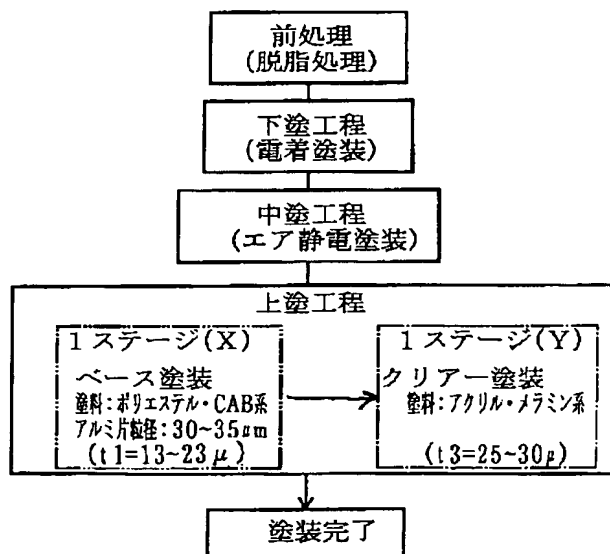 前処理
(脱脂処理)
下塗工程
(電着塗装)
中塗工程
(エア静電塗装)
上塗工程
1ステージ(X)
ベース塗装
塗料:ポリエステル・CAB系
アルミ片粒径:30~35μm
(t1=13~23μ)
1ステージ(Y)
クリアー塗装
塗料:アクリル・メラミン系
(t3=25~30μ)
塗装完了